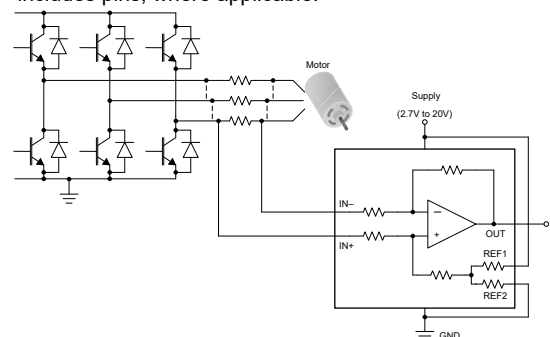 includes pins, where applicable.
Motor
Supply
(2.7V to 20V)
IN–
–
OUT
IN+
+
REF1
REF2
GND